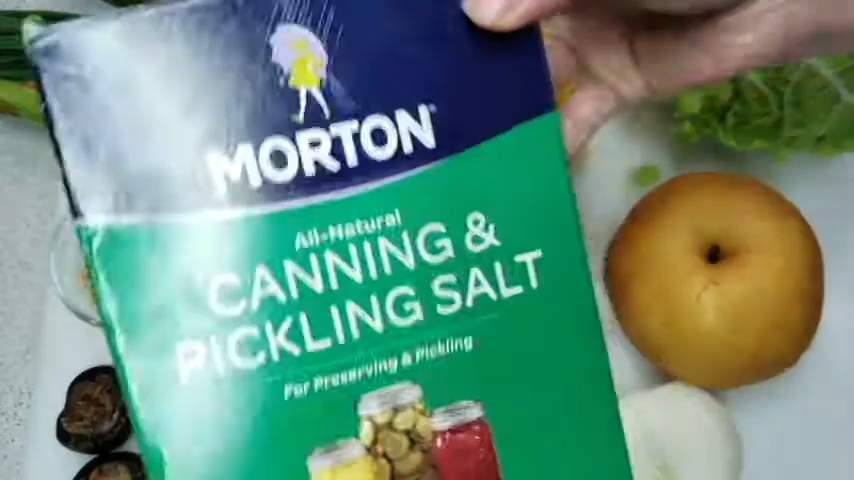 MORTON®
All-Natural
CANNING &
PICKLING SALT
For Preserving & Pickling